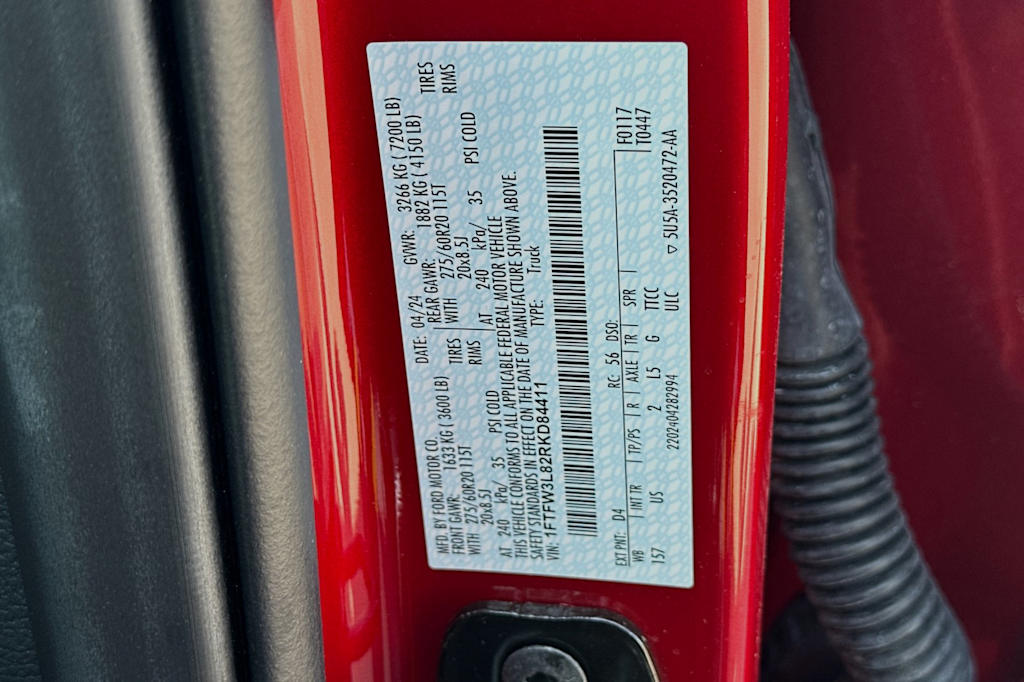 MFD. BY FORD MOTOR CO. DATE: 04/24 GVWR: 3266 KG ( 7200 LB)
FRONT GAWR: 1633 KG ( 3600 LB) REAR GAWR: 1882 KG ( 4150 LB)
WITH 275/60R20 115T TIRES WITH 275/60R20 115T TIRES
20x8.5J RIMS 20x8.5J RIMS
AT 240 kPa/ 35 PSI COLD AT 240 kPa/ 35 PSI COLD
THIS VEHICLE CONFORMS TO ALL APPLICABLE FEDERAL MOTOR VEHICLE
SAFETY STANDARDS IN EFFECT ON THE DATE OF MANUFACTURE SHOWN ABOVE.
VIN: 1FTFW3L82RKD84411 TYPE: Truck
EXT PNT: D4 RC: 56 DSO: F0117
WB | INT TR | TP/PS | R | AXLE | TR | SPR | T0447
157 US 2 L5 G TTCC
2202404282994 ULC ▽ 5U5A-3520472-AA